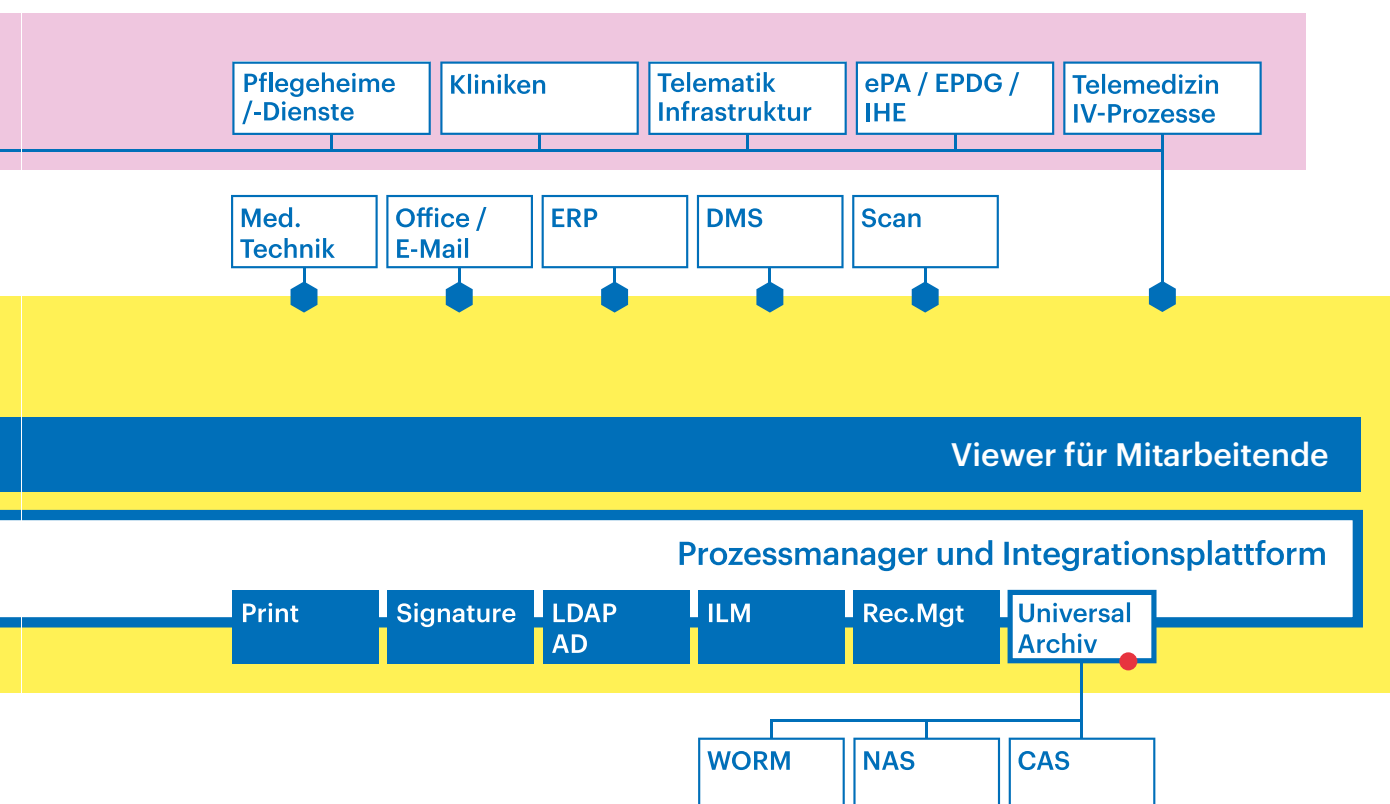 Pflegeheime
/-Dienste
Kliniken
Telematik
Infrastruktur
ePA / EPDG /
IHE
Telemedizin
IV-Prozesse
Med.
Technik
Office /
E-Mail
ERP
DMS
Scan
Viewer für Mitarbeitende
Prozessmanager und Integrationsplattform
Print
Signature
LDAP
AD
ILM
Rec.Mgt
Universal
Archiv
WORM
NAS
CAS